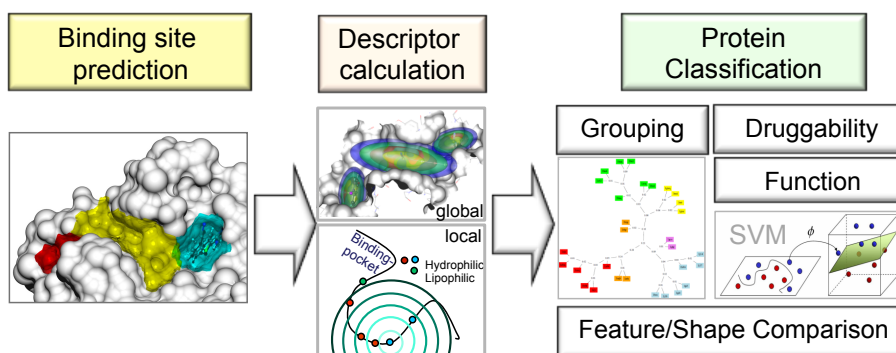 Binding site
prediction
Descriptor
calculation
global
local
Binding-
pocket
Hydrophilic
Lipophilic
Protein
Classification
Grouping
Druggability
Function
SVM
ϕ
Feature/Shape Comparison